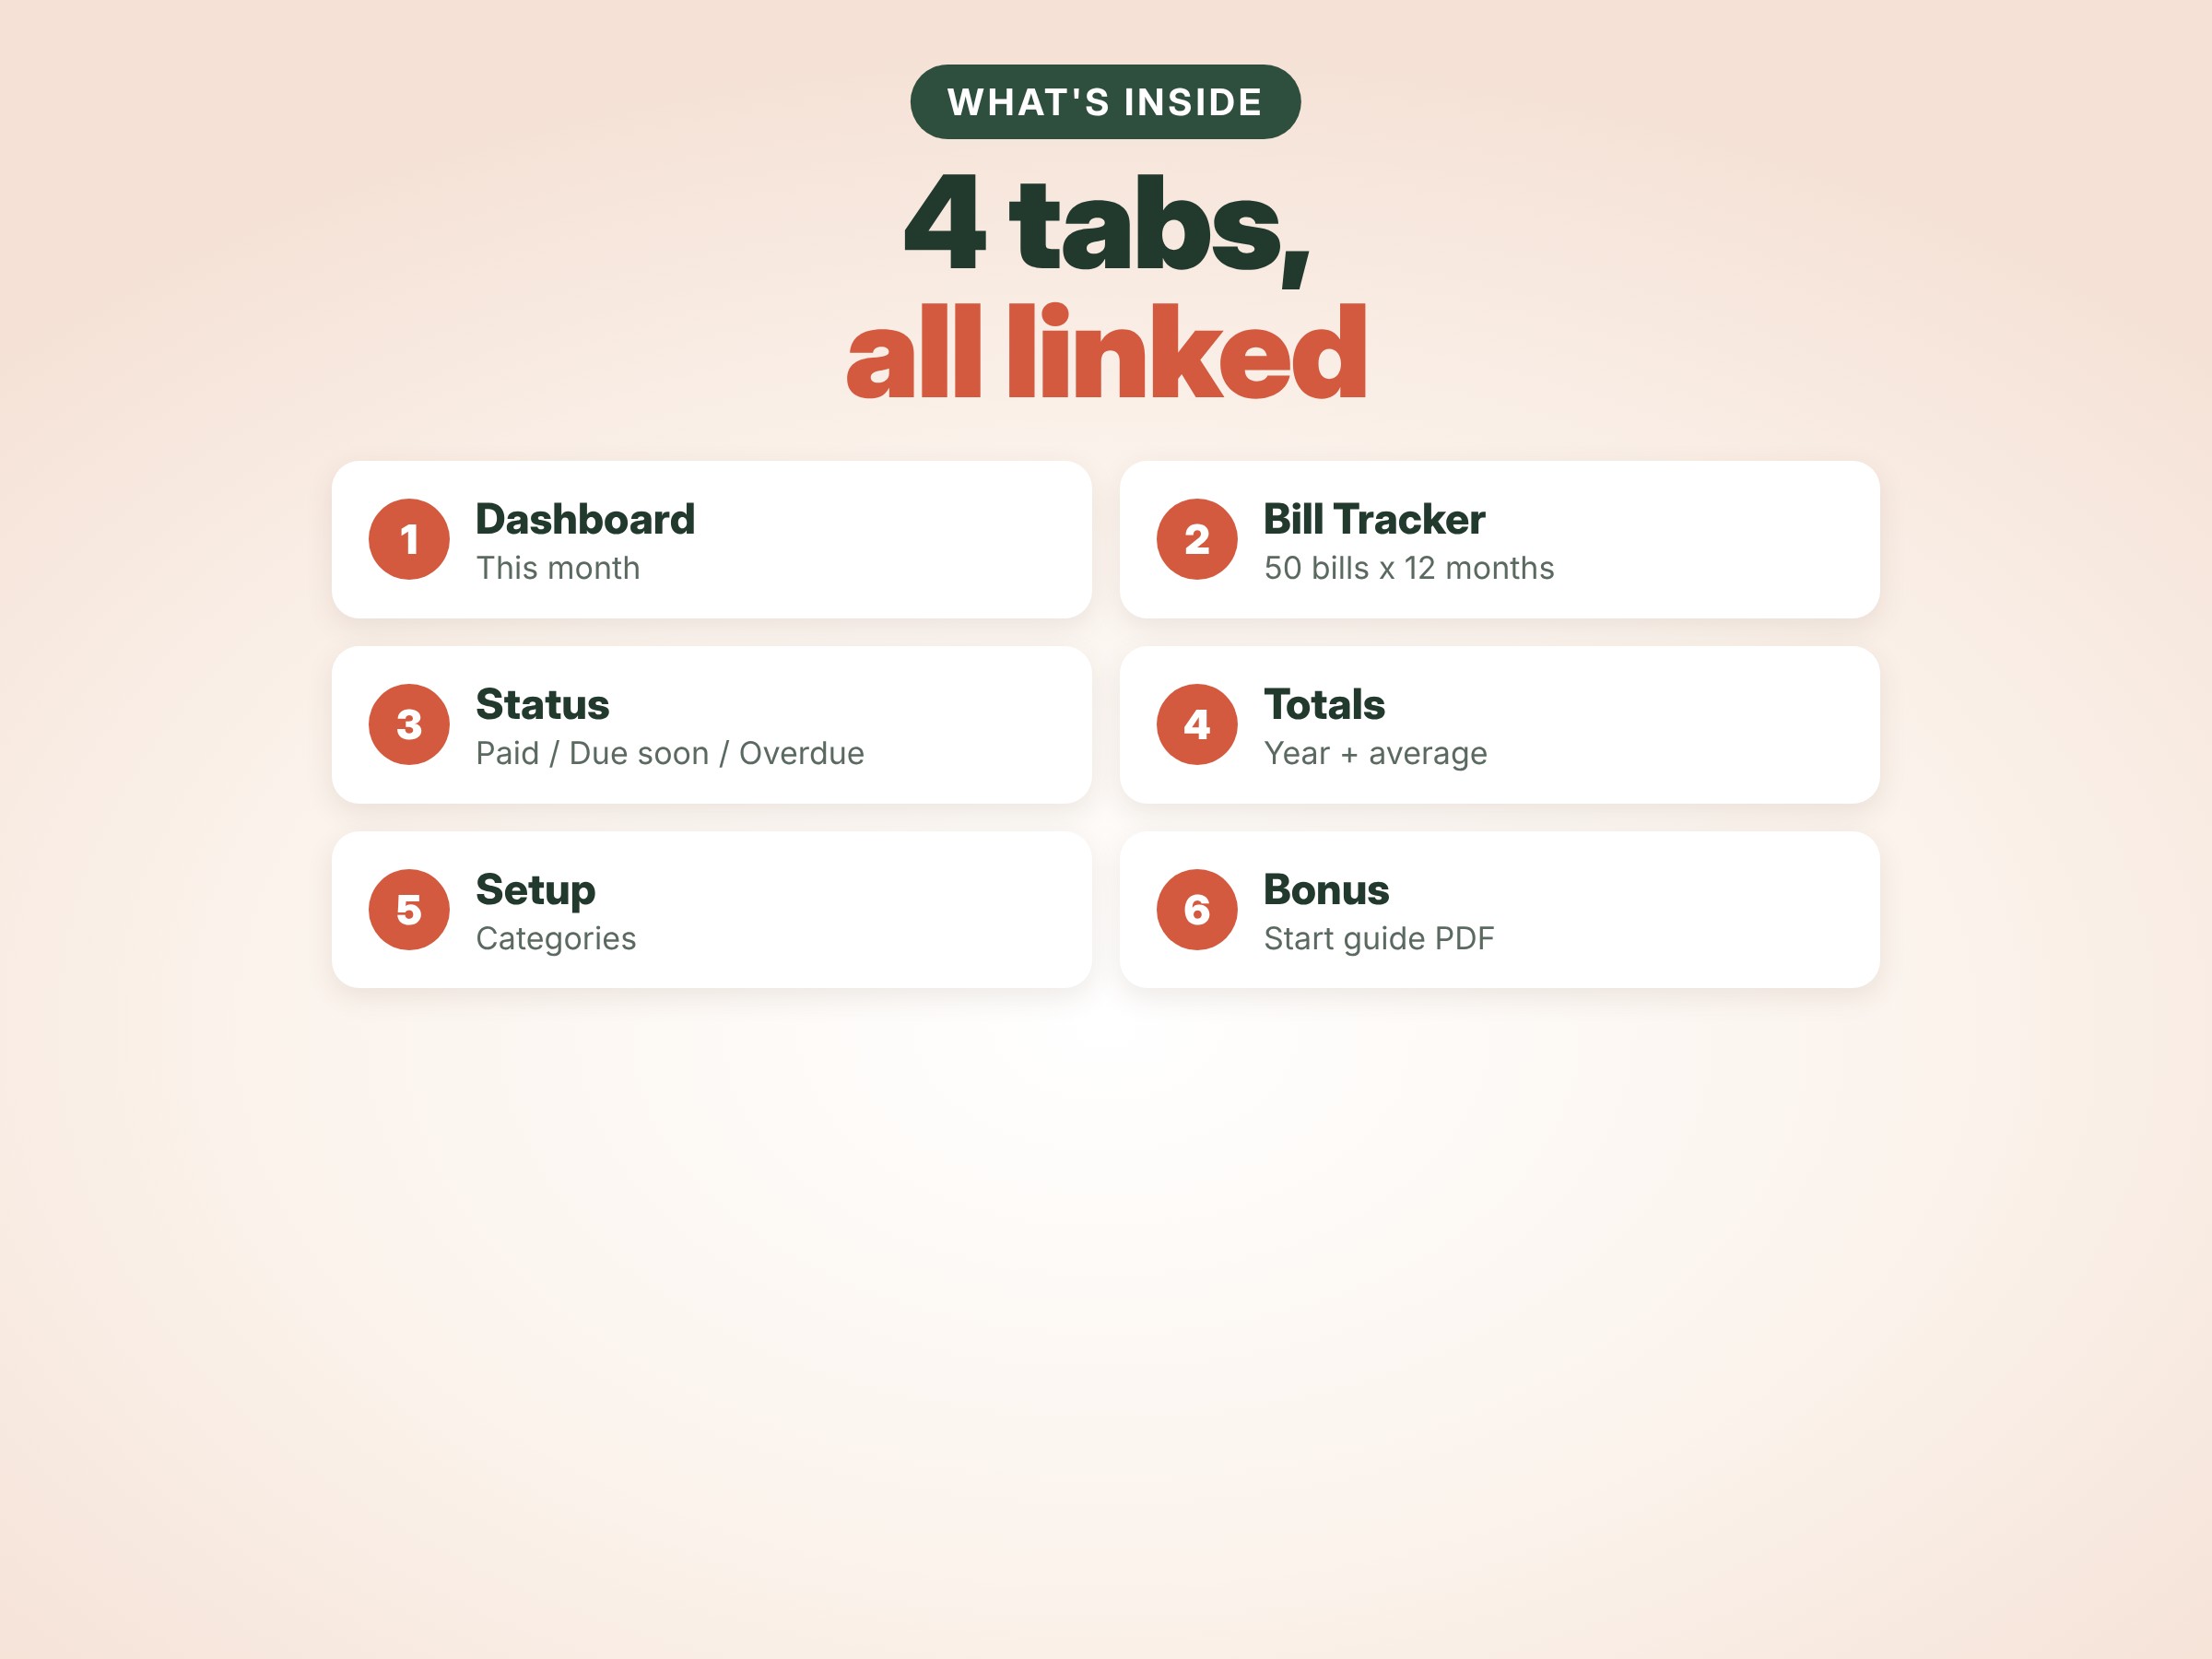 WHAT'S INSIDE
4 tabs,
all linked
1
Dashboard
This month
2
Bill Tracker
50 bills x 12 months
3
Status
Paid / Due soon / Overdue
4
Totals
Year + average
5
Setup
Categories
6
Bonus
Start guide PDF